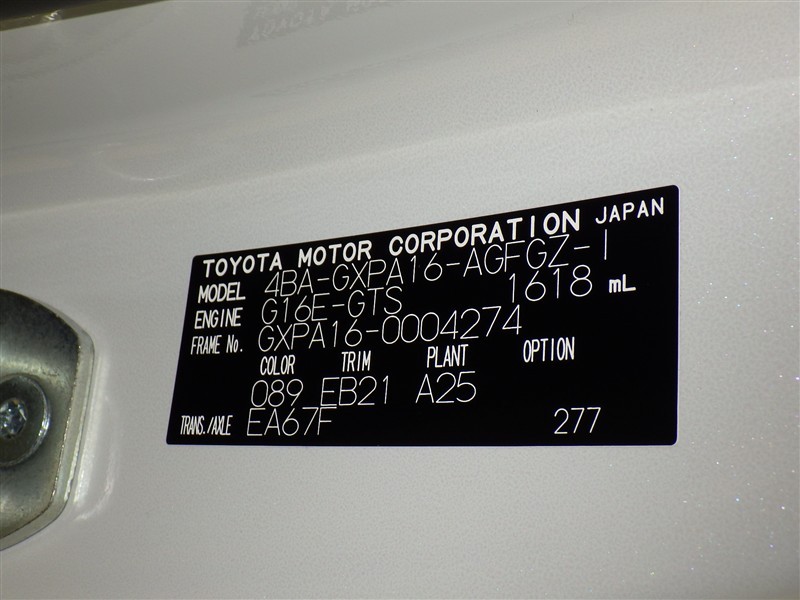 TOYOTA MOTOR CORPORATION JAPAN
MODEL 4BA-GXPA16-AGFGZ-I
ENGINE G16E-GTS 1618 mL
FRAME No. GXPA16-0004274
COLOR TRIM PLANT OPTION
089 EB21 A25
TRANS./AXLE EA67F 277